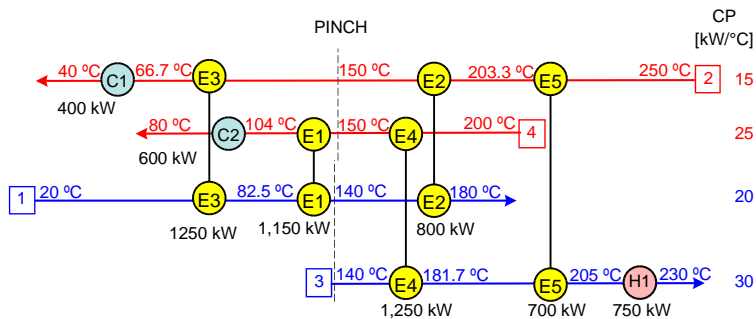 PINCH
CP
[kW/°C]
40 ºC C1 66.7 ºC E3 150 ºC E2 203.3 ºC E5 250 ºC 2 15
400 kW
80 ºC C2 104 ºC E1 150 ºC E4 200 ºC 4 25
600 kW
1 20 ºC E3 82.5 ºC E1 140 ºC E2 180 ºC 20
1250 kW 1,150 kW 800 kW
3 140 ºC E4 181.7 ºC E5 205 ºC H1 230 ºC 30
1,250 kW 700 kW 750 kW